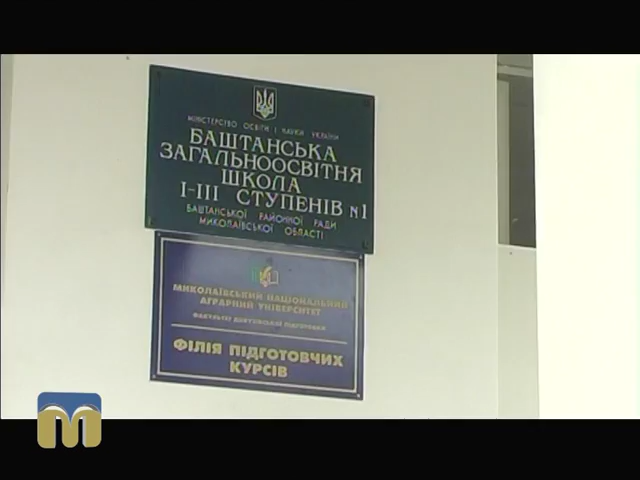 МІНІСТЕРСТВО ОСВІТИ І НАУКИ УКРАЇНИ
БАШТАНСЬКА
ЗАГАЛЬНООСВІТНЯ
ШКОЛА
І-ІІІ СТУПЕНІВ №1
БАШТАНСЬКОЇ РАЙОННОЇ РАДИ
МИКОЛАЇВСЬКОЇ ОБЛАСТІ
МИКОЛАЇВСЬКИЙ НАЦІОНАЛЬНИЙ
АГРАРНИЙ УНІВЕРСИТЕТ
ФАКУЛЬТЕТ ДОВУЗІВСЬКОЇ ПІДГОТОВКИ
ФІЛІЯ ПІДГОТОВЧИХ
КУРСІВ
М